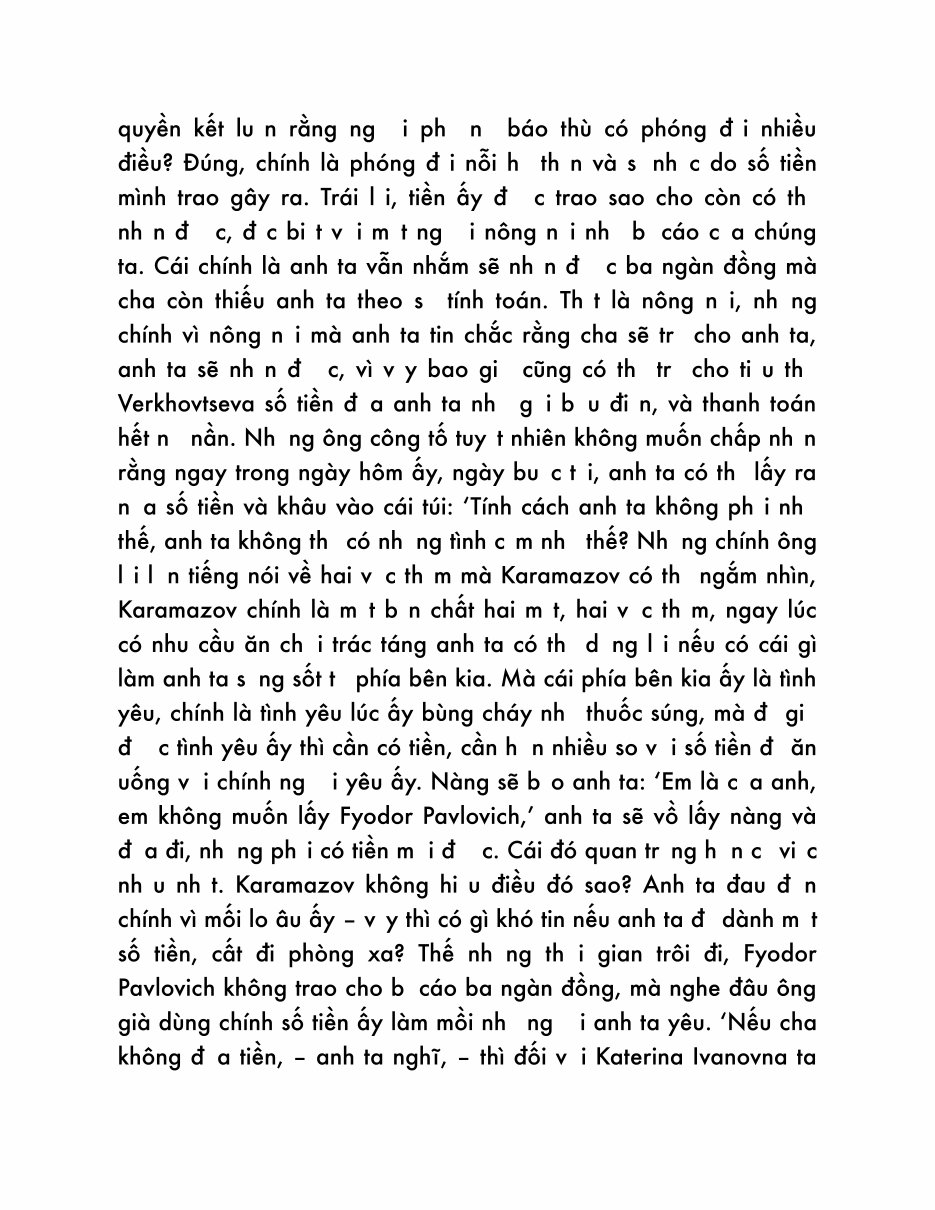 quyền kết lu n rằng ng  i ph  n  báo thù có phóng đ i nhiều
điều? Đúng, chính là phóng đ i nỗi h  th n và s  nh c do số tiền
mình trao gây ra. Trái l i, tiền ấy đ  c trao sao cho còn có th
nh n đ  c, đ c bi t v i m t ng  i nông n i nh  b  cáo c a chúng
ta. Cái chính là anh ta vẫn nhắm sẽ nh n đ  c ba ngàn đồng mà
cha còn thiếu anh ta theo s  tính toán. Th t là nông n i, nh ng
chính vì nông n i mà anh ta tin chắc rằng cha sẽ tr  cho anh ta,
anh ta sẽ nh n đ  c, vì v y bao gi  cũng có th  tr  cho ti u th
Verkhovtseva số tiền đ a anh ta nh  g i b u đi n, và thanh toán
hết n  nần. Nh ng ông công tố tuy t nhiên không muốn chấp nh n
rằng ngay trong ngày hôm ấy, ngày bu c t i, anh ta có th  lấy ra
n a số tiền và khâu vào cái túi: ‘Tính cách anh ta không ph i nh
thế, anh ta không th  có nh ng tình c m nh  thế? Nh ng chính ông
l i l n tiếng nói về hai v c th m mà Karamazov có th  ngắm nhìn,
Karamazov chính là m t b n chất hai m t, hai v c th m, ngay lúc
có nhu cầu ăn ch i trác táng anh ta có th  d ng l i nếu có cái gì
làm anh ta s ng sốt t  phía bên kia. Mà cái phía bên kia ấy là tình
yêu, chính là tình yêu lúc ấy bùng cháy nh  thuốc súng, mà đ  gi
đ  c tình yêu ấy thì cần có tiền, cần h n nhiều so v i số tiền đ  ăn
uống v i chính ng  i yêu ấy. Nàng sẽ b o anh ta: ‘Em là c a anh,
em không muốn lấy Fyodor Pavlovich,’ anh ta sẽ vồ lấy nàng và
đ a đi, nh ng ph i có tiền m i đ  c. Cái đó quan tr ng h n c  vi c
nh u nh t. Karamazov không hi u điều đó sao? Anh ta đau đ n
chính vì mối lo âu ấy – v y thì có gì khó tin nếu anh ta đ  dành m t
số tiền, cất đi phòng xa? Thế nh ng th i gian trôi đi, Fyodor
Pavlovich không trao cho b  cáo ba ngàn đồng, mà nghe đâu ông
già dùng chính số tiền ấy làm mồi nh  ng  i anh ta yêu. ‘Nếu cha
không đ a tiền, – anh ta nghĩ, – thì đối v i Katerina Ivanovna ta